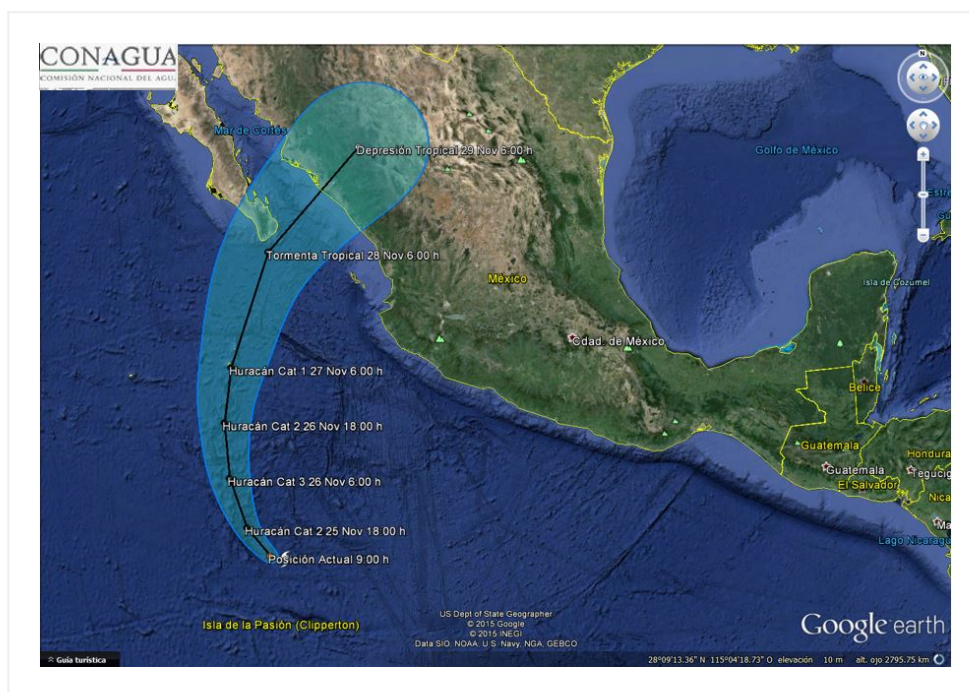 CONAGUA
COMISIÓN NACIONAL DEL AGUA
N
Mar de Cortés
Golfo de México
Depresión Tropical 29 Nov 6:00 h
Tormenta Tropical 28 Nov 6:00 h
México
Isla de Cozumel
Cdad. de México
Huracán Cat 1 27 Nov 6:00 h
Belice
Huracán Cat 2 26 Nov 18:00 h
Guatemala
Hondura
Guatemala
Tegucig
Huracán Cat 3 26 Nov 6:00 h
El Salvador
Nica
Huracán Cat 2 25 Nov 18:00 h
Ma
Lago Nicaragu
Posición Actual 9:00 h
Isla de la Pasión (Clipperton)
US Dept of State Geographer
© 2015 Google
© 2015 INEGI
Data SIO, NOAA, U.S. Navy, NGA, GEBCO
Google earth
Guía turística
28°09'13.36" N 115°04'18.73" O elevación 10 m alt. ojo 2795.75 km